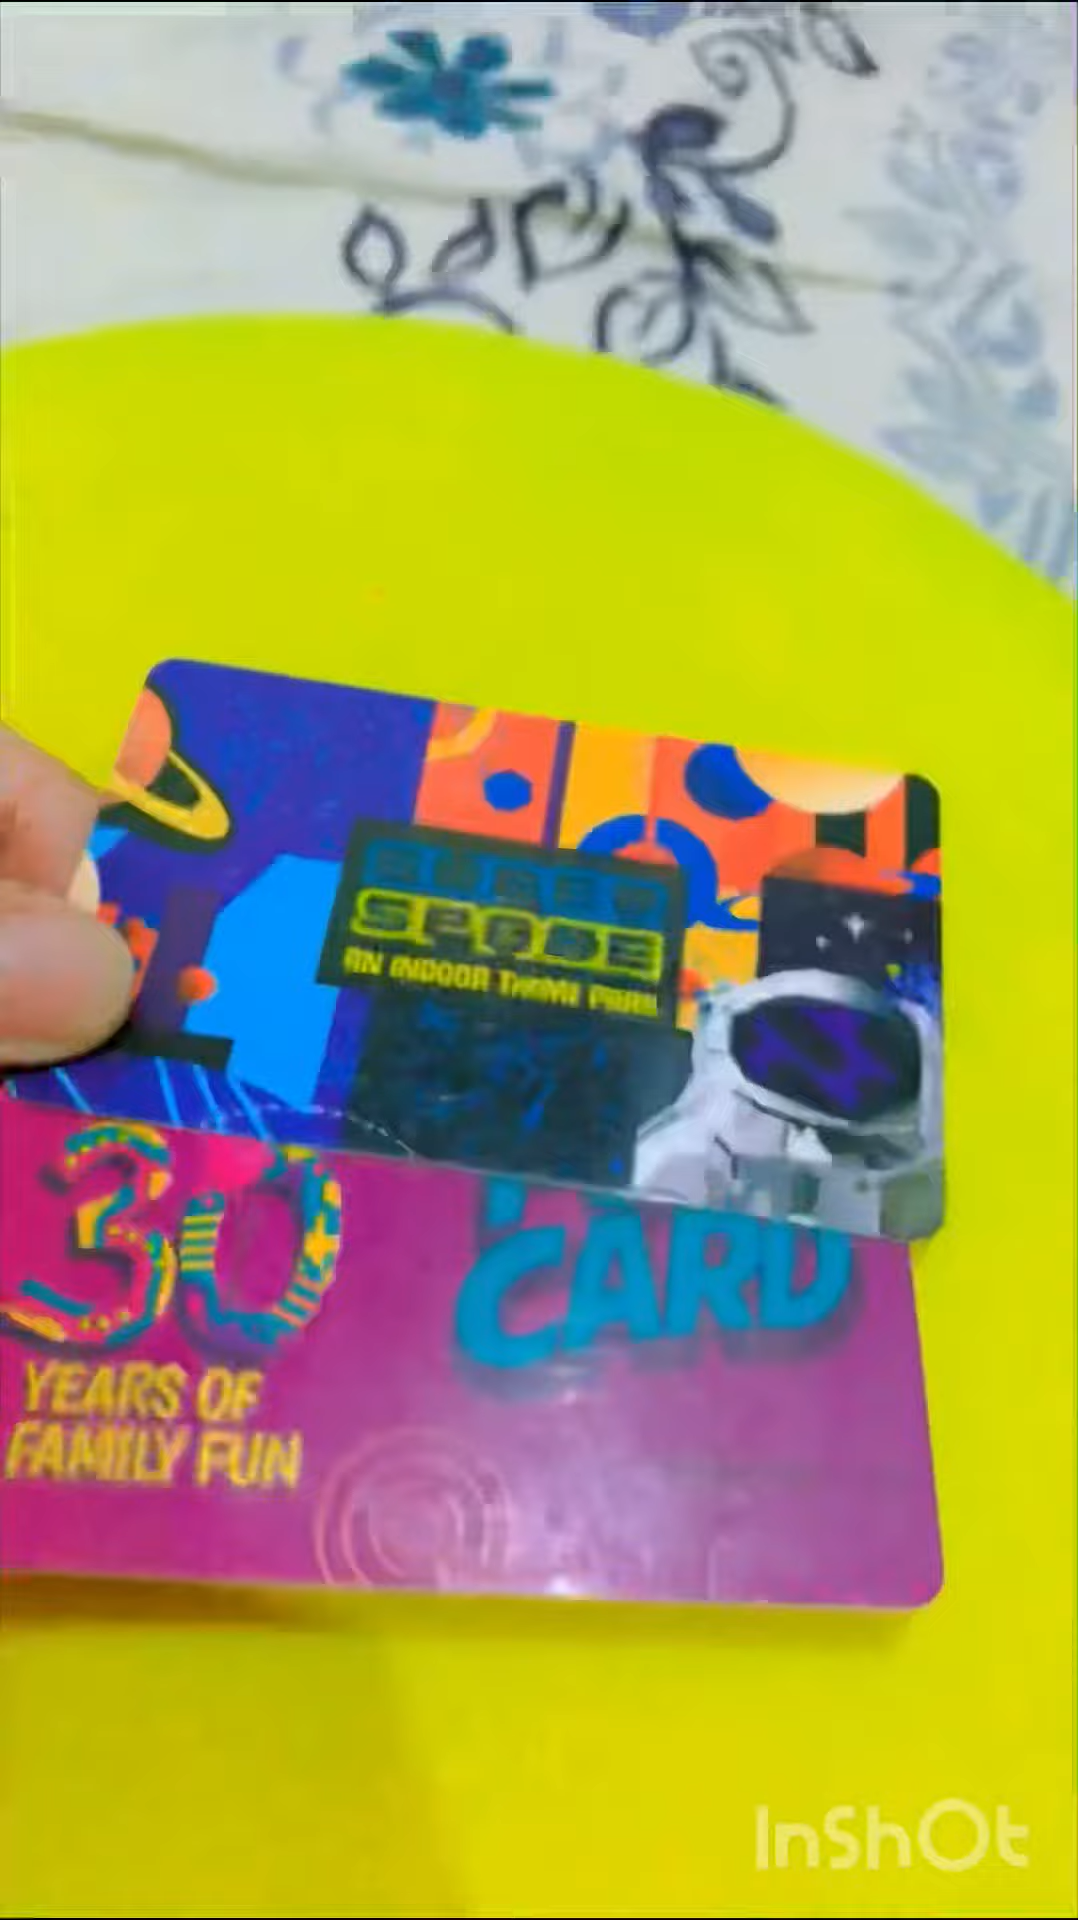 SPACE
AN INDOOR THEME PARK
30
YEARS OF
FAMILY FUN
CARD
InShOt